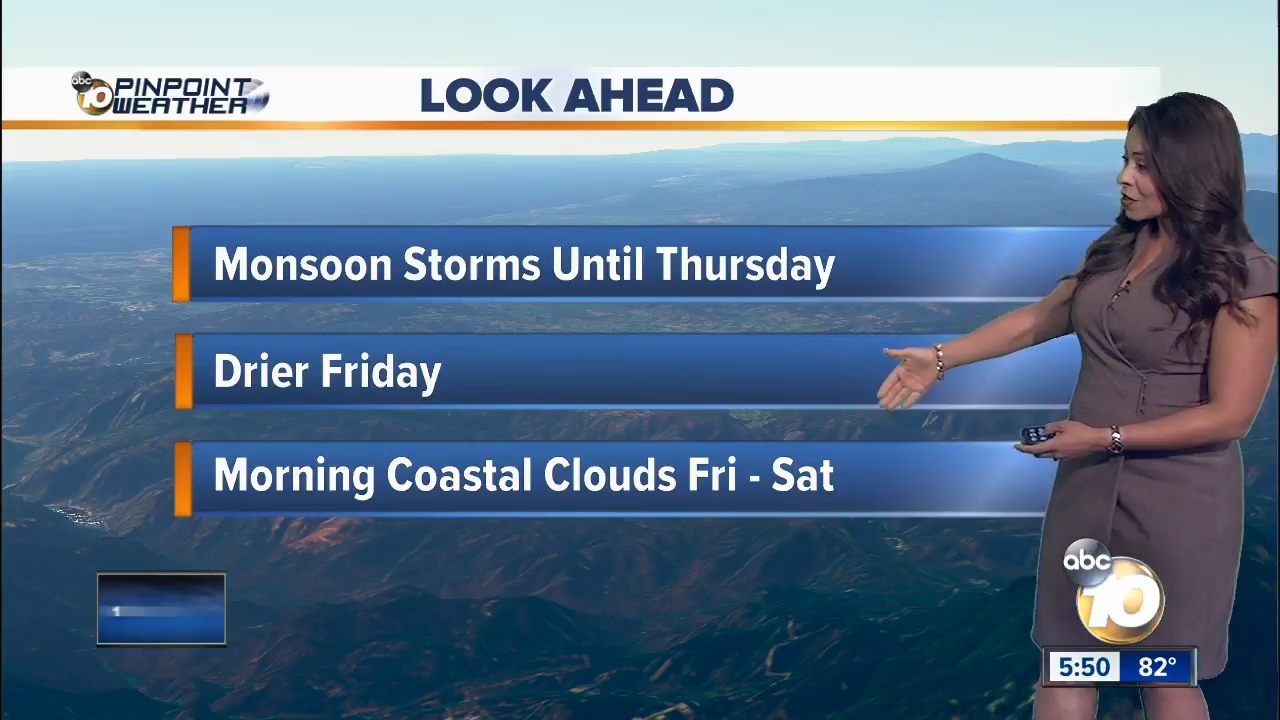 abc
10
PINPOINT
WEATHER
LOOK AHEAD
Monsoon Storms Until Thursday
Drier Friday
Morning Coastal Clouds Fri - Sat
abc
10
5:50 82°